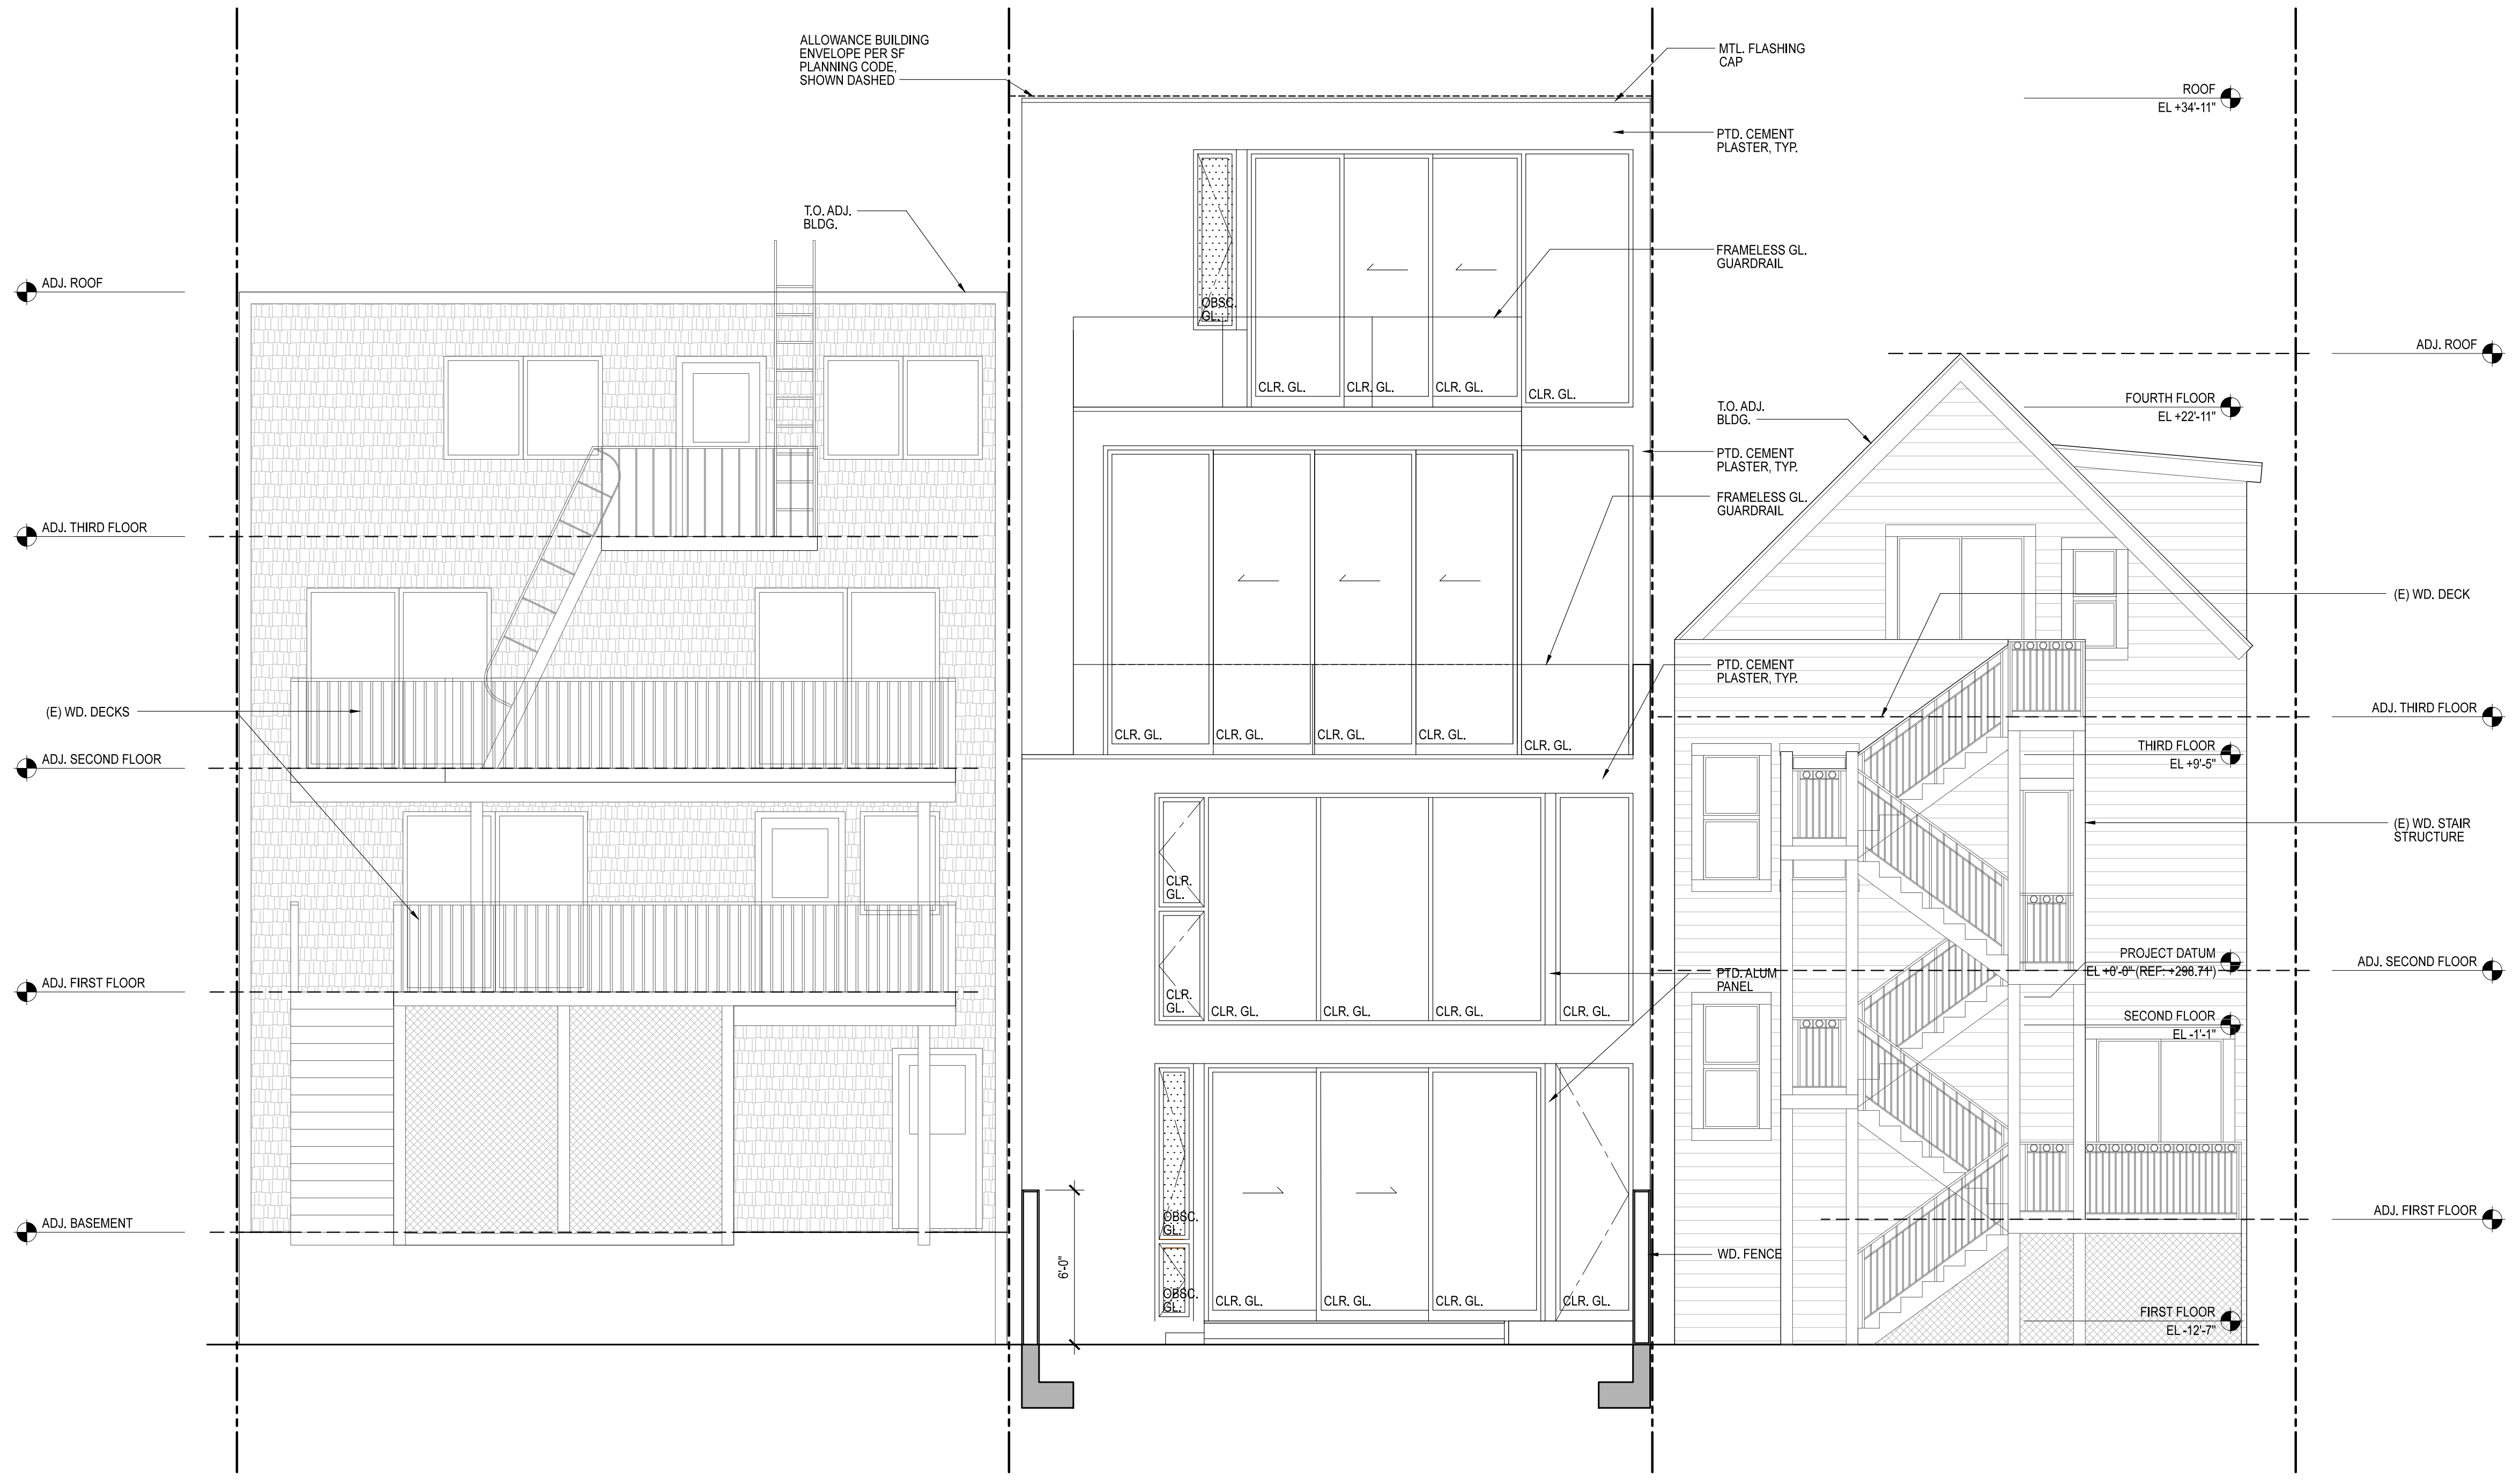 ALLOWANCE BUILDING
ENVELOPE PER SF
PLANNING CODE,
SHOWN DASHED
MTL. FLASHING
CAP
ROOF
EL +34'-11"
PTD. CEMENT
PLASTER, TYP.
T.O. ADJ.
BLDG.
FRAMELESS GL.
GUARDRAIL
ADJ. ROOF
OBSC.
GL.
ADJ. ROOF
CLR. GL.
CLR. GL.
CLR. GL.
CLR. GL.
T.O. ADJ.
BLDG.
FOURTH FLOOR
EL +22'-11"
PTD. CEMENT
PLASTER, TYP.
FRAMELESS GL.
GUARDRAIL
ADJ. THIRD FLOOR
(E) WD. DECK
PTD. CEMENT
PLASTER, TYP.
(E) WD. DECKS
ADJ. THIRD FLOOR
CLR. GL.
CLR. GL.
CLR. GL.
CLR. GL.
CLR. GL.
THIRD FLOOR
EL +9'-5"
ADJ. SECOND FLOOR
(E) WD. STAIR
STRUCTURE
CLR.
GL.
PROJECT DATUM
EL +0'-0" (REF: +298.71')
ADJ. SECOND FLOOR
PTD. ALUM
PANEL
ADJ. FIRST FLOOR
CLR.
GL.
CLR. GL.
CLR. GL.
CLR. GL.
CLR. GL.
SECOND FLOOR
EL -1'-1"
ADJ. BASEMENT
OBSC.
GL.
ADJ. FIRST FLOOR
6'-0"
WD. FENCE
OBSC.
GL.
CLR. GL.
CLR. GL.
CLR. GL.
CLR. GL.
FIRST FLOOR
EL -12'-7"